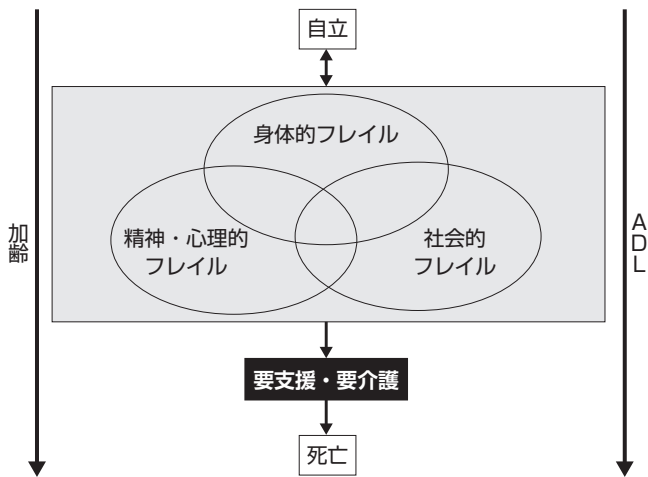 自立
身体的フレイル
精神・心理的
フレイル
社会的
フレイル
加齢
ADL
要支援・要介護
死亡